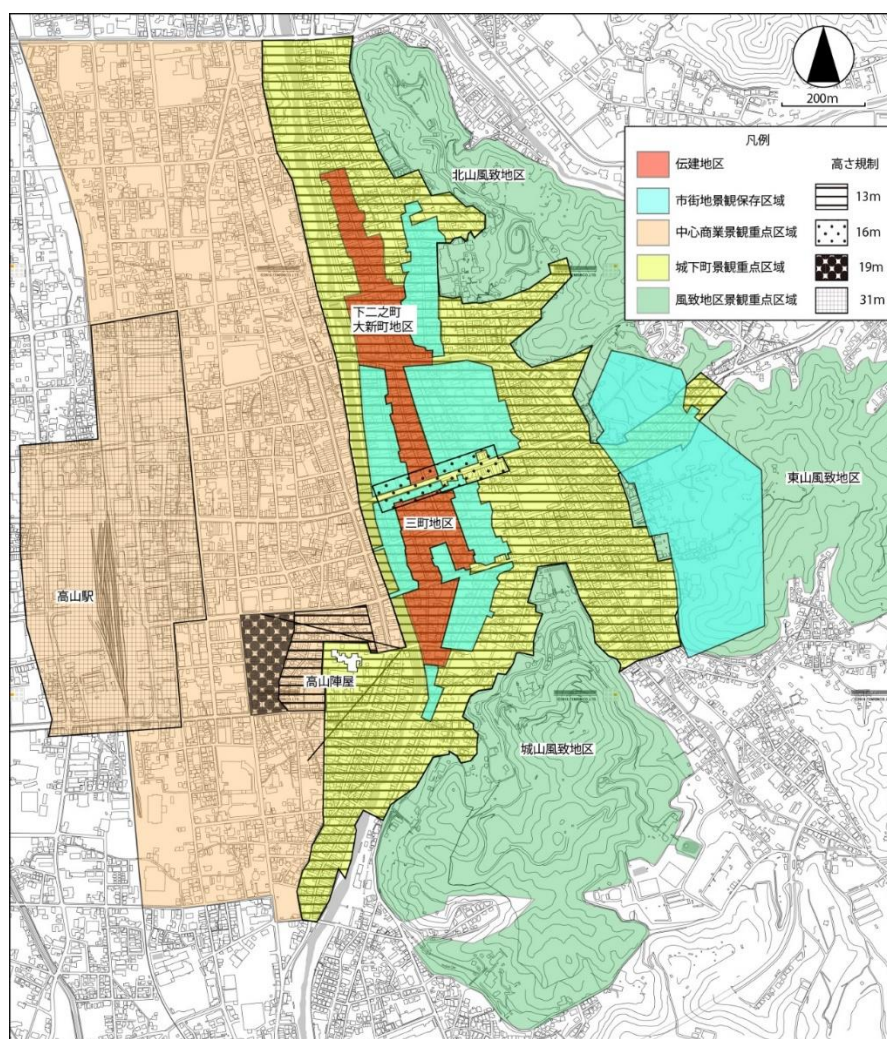 200m
凡例
伝建地区
高さ規制
市街地景観保存区域
13m
中心商業景観重点区域
16m
城下町景観重点区域
19m
風致地区景観重点区域
31m
北山風致地区
下二之町
大新町地区
東山風致地区
三町地区
高山駅
高山陣屋
城山風致地区